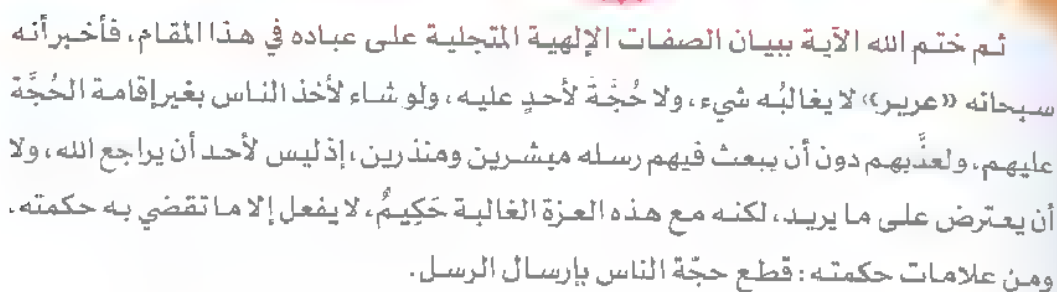 ثم ختم الله الآية ببيان الصفات الإلهية المتجلية على عباده في هذا المقام، فأخبر أنه
سبحانه «عزيز» لا يغالبُه شيء، ولا حُجَّةَ لأحدٍ عليه، ولو شاء لأخذ الناس بغير إقامة الحُجَّة
عليهم، ولعذَّبهم دون أن يبعث فيهم رسله مبشرين ومنذرين، إذ ليس لأحد أن يراجع الله، ولا
أن يعترض على ما يريد، لكنه مع هذه العزة الغالبة حَكِيمٌ، لا يفعل إلا ما تقضي به حكمته.
ومن علامات حكمته: قطع حجّة الناس بإرسال الرسل.